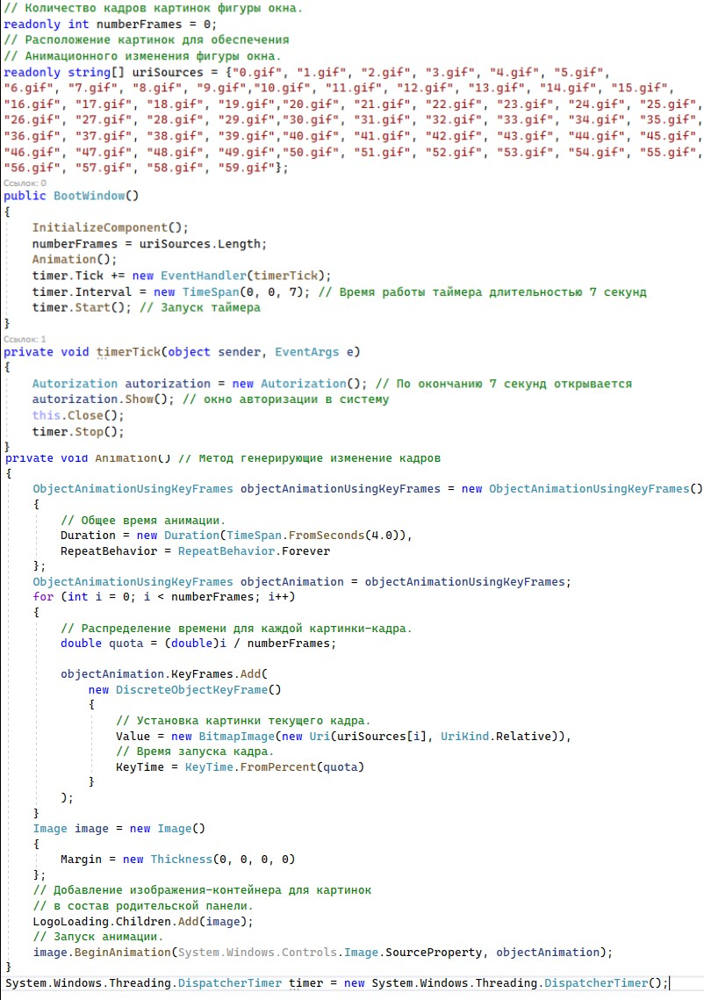 // Количество кадров картинок фигуры окна.
readonly int numberFrames = 0;
// Расположение картинок для обеспечения
// Анимационного изменения фигуры окна.
readonly string[] uriSources = {"0.gif", "1.gif", "2.gif", "3.gif", "4.gif", "5.gif",
"6.gif", "7.gif", "8.gif", "9.gif","10.gif", "11.gif", "12.gif", "13.gif", "14.gif", "15.gif",
"16.gif", "17.gif", "18.gif", "19.gif","20.gif", "21.gif", "22.gif", "23.gif", "24.gif", "25.gif",
"26.gif", "27.gif", "28.gif", "29.gif","30.gif", "31.gif", "32.gif", "33.gif", "34.gif", "35.gif",
"36.gif", "37.gif", "38.gif", "39.gif","40.gif", "41.gif", "42.gif", "43.gif", "44.gif", "45.gif",
"46.gif", "47.gif", "48.gif", "49.gif","50.gif", "51.gif", "52.gif", "53.gif", "54.gif", "55.gif",
"56.gif", "57.gif", "58.gif", "59.gif"};
Ссылок: 0
public BootWindow()
{
InitializeComponent();
numberFrames = uriSources.Length;
Animation();
timer.Tick += new EventHandler(timerTick);
timer.Interval = new TimeSpan(0, 0, 7); // Время работы таймера длительностью 7 секунд
timer.Start(); // Запуск таймера
}
Ссылок: 1
private void timerTick(object sender, EventArgs e)
{
Autorization autorization = new Autorization(); // По окончанию 7 секунд открывается
autorization.Show(); // окно авторизации в систему
this.Close();
timer.Stop();
}
private void Animation() // Метод генерирующие изменение кадров
{
ObjectAnimationUsingKeyFrames objectAnimationUsingKeyFrames = new ObjectAnimationUsingKeyFrames()
{
// Общее время анимации.
Duration = new Duration(TimeSpan.FromSeconds(4.0)),
RepeatBehavior = RepeatBehavior.Forever
};
ObjectAnimationUsingKeyFrames objectAnimation = objectAnimationUsingKeyFrames;
for (int i = 0; i < numberFrames; i++)
{
// Распределение времени для каждой картинки-кадра.
double quota = (double)i / numberFrames;
objectAnimation.KeyFrames.Add(
new DiscreteObjectKeyFrame()
{
// Установка картинки текущего кадра.
Value = new BitmapImage(new Uri(uriSources[i], UriKind.Relative)),
// Время запуска кадра.
KeyTime = KeyTime.FromPercent(quota)
}
);
}
Image image = new Image()
{
Margin = new Thickness(0, 0, 0, 0)
};
// Добавление изображения-контейнера для картинок
// в состав родительской панели.
LogoLoading.Children.Add(image);
// Запуск анимации.
image.BeginAnimation(System.Windows.Controls.Image.SourceProperty, objectAnimation);
}
System.Windows.Threading.DispatcherTimer timer = new System.Windows.Threading.DispatcherTimer();